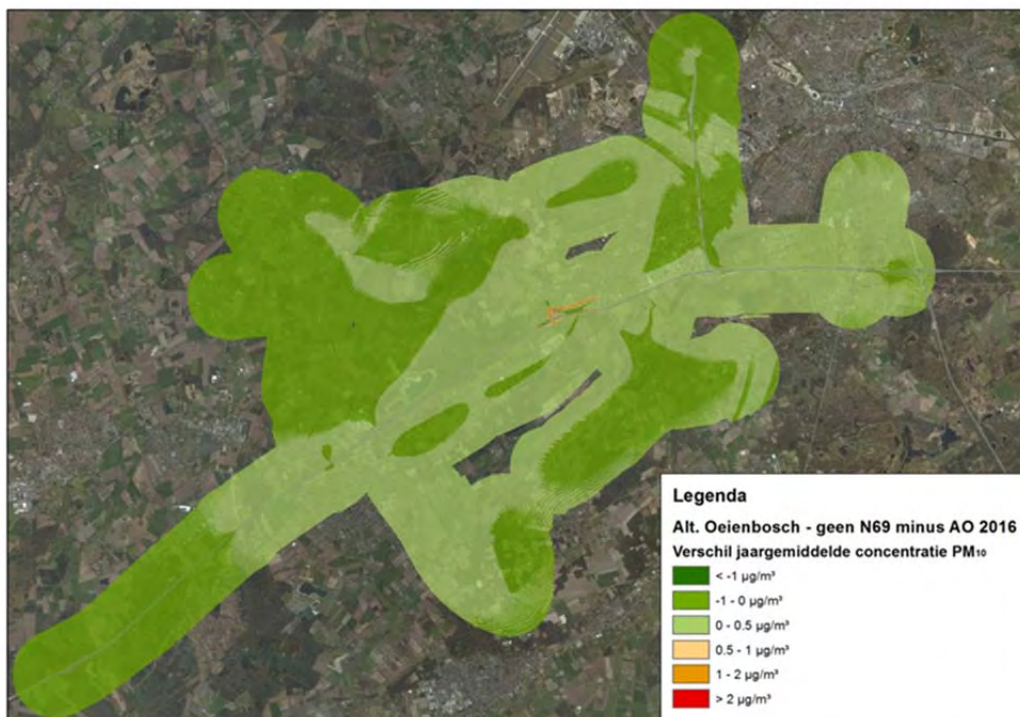 Legenda
Alt. Oeienbosch - geen N69 minus AO 2016
Verschil jaargemiddelde concentratie PM₁₀
< -1 µg/m³
-1 - 0 µg/m³
0 - 0.5 µg/m³
0.5 - 1 µg/m³
1 - 2 µg/m³
> 2 µg/m³